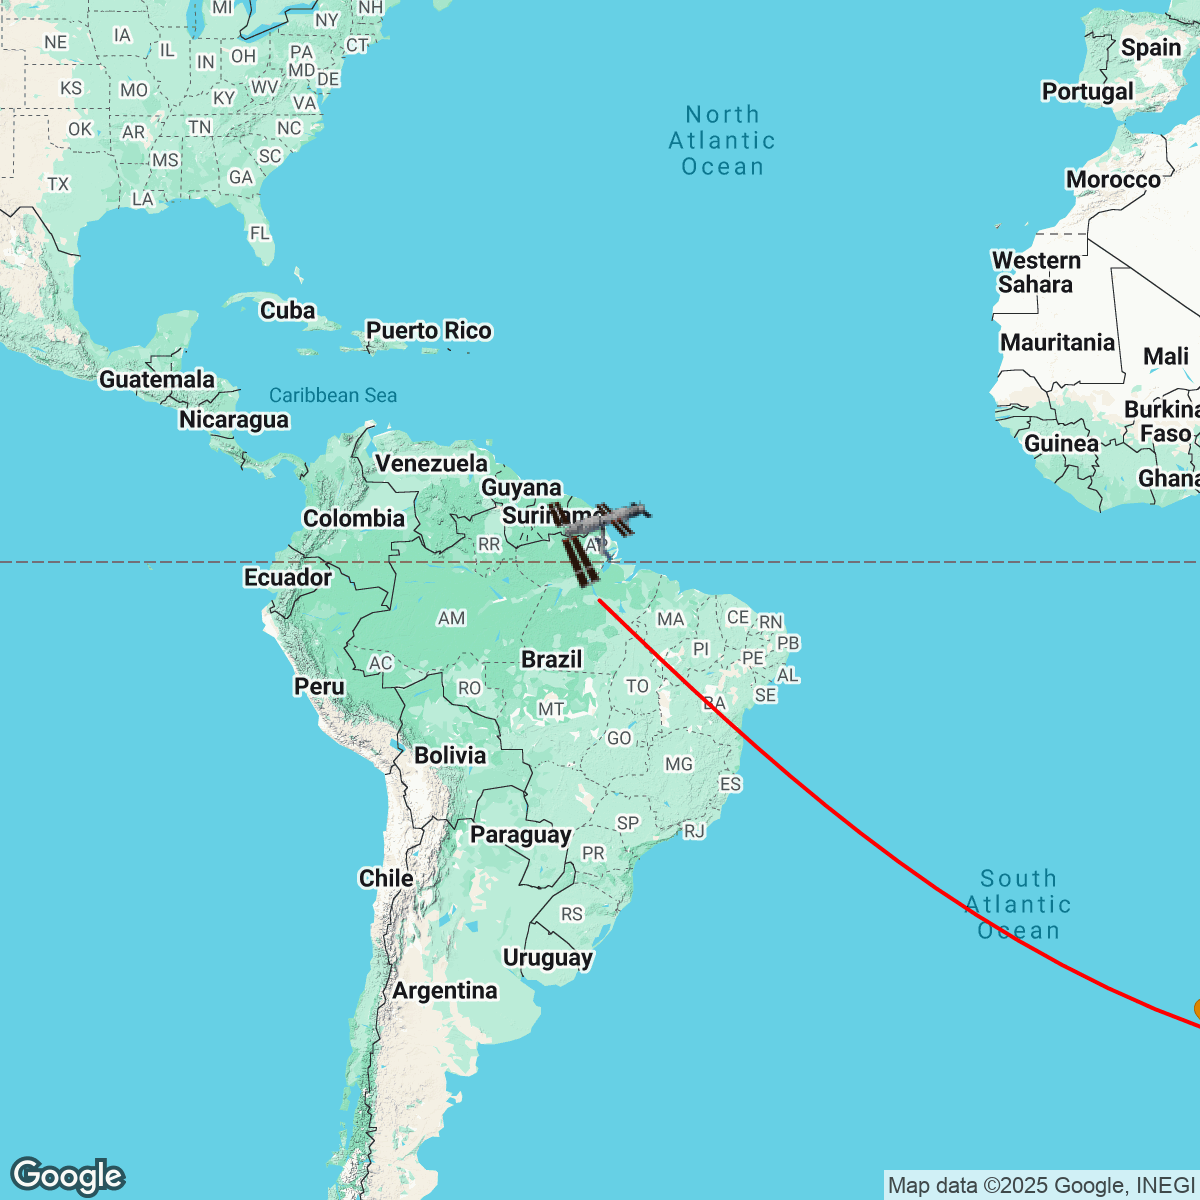 MI
NH
NY
NE
IA
IL
IN
OH
PA
CT
MD
DE
KS
MO
WV
KY
VA
OK
AR
TN
NC
MS
SC
TX
LA
GA
FL
North
Atlantic
Ocean
Spain
Portugal
Morocco
Western
Sahara
Mauritania
Mali
Burkina
Faso
Guinea
Ghana
Cuba
Puerto Rico
Guatemala
Caribbean Sea
Nicaragua
Venezuela
Guyana
Suriname
Colombia
RR
AP
Ecuador
AM
MA
CE
RN
PI
PB
PE
AL
SE
AC
Brazil
Peru
RO
TO
BA
MT
GO
Bolivia
MG
ES
Paraguay
SP
RJ
PR
Chile
RS
South
Atlantic
Ocean
Uruguay
Argentina
Google
Map data ©2025 Google, INEGI